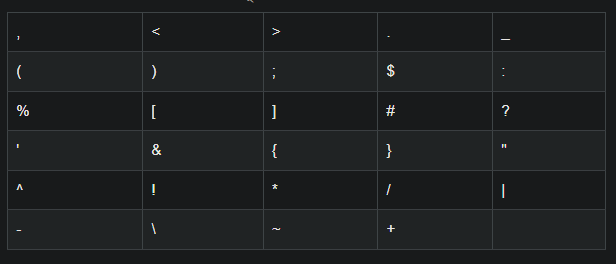 , < > . _
( ) ; $ :
% [ ] # ?
' & { } "
^ ! * / |
- \ ~ +